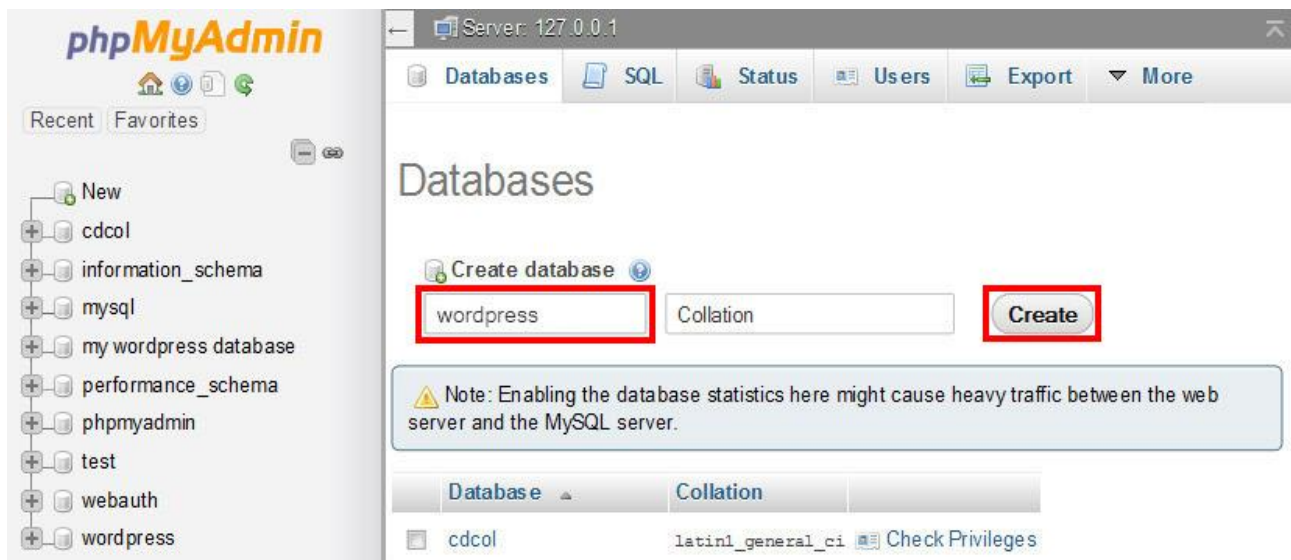 phpMyAdmin
Recent Favorites
New
cdcol
information_schema
mysql
my wordpress database
performance_schema
phpmyadmin
test
webauth
wordpress
← Server: 127.0.0.1
Databases SQL Status Users Export More
Databases
Create database
wordpress Collation Create
Note: Enabling the database statistics here might cause heavy traffic between the web
server and the MySQL server.
Database Collation
cdcol latin1_general_ci Check Privileges